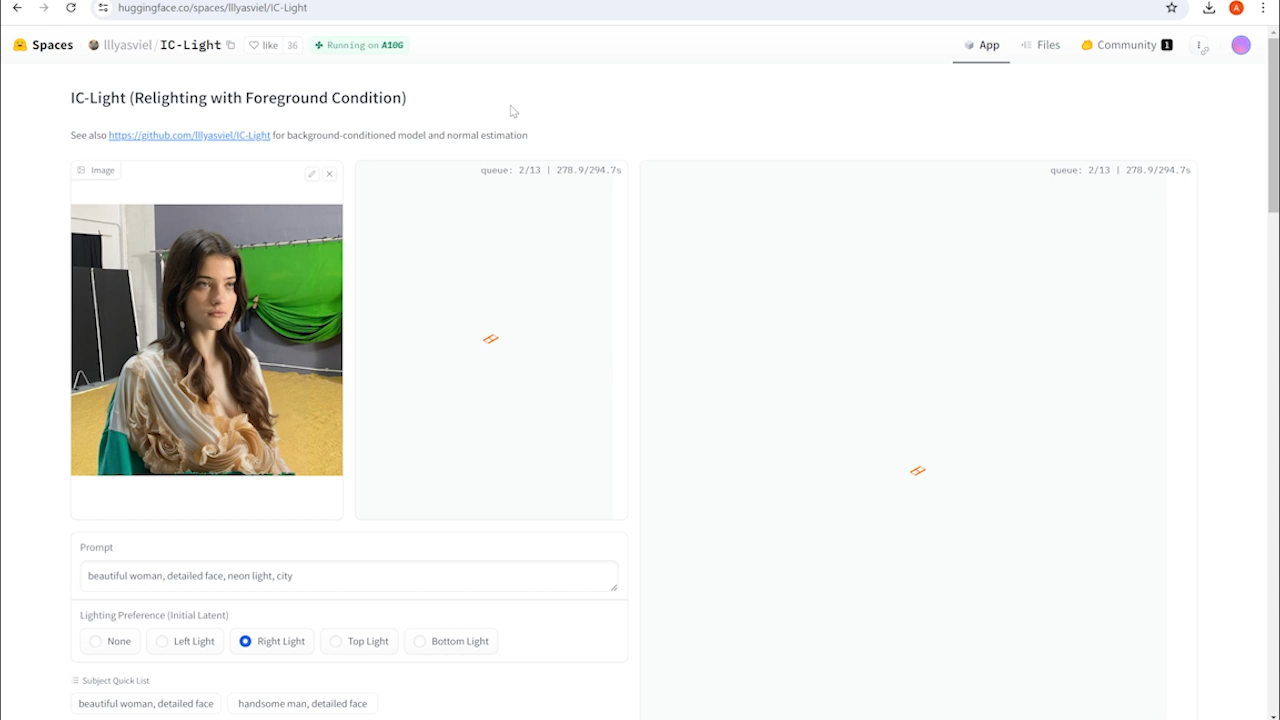 huggingface.co/spaces/lllyasviel/IC-Light
Spaces lllyasviel/IC-Light like 36 Running on A10G App Files Community 1
IC-Light (Relighting with Foreground Condition)
See also https://github.com/lllyasviel/IC-Light for background-conditioned model and normal estimation
Image
queue: 2/13 | 278.9/294.7s
queue: 2/13 | 278.9/294.7s
Prompt
beautiful woman, detailed face, neon light, city
Lighting Preference (Initial Latent)
None Left Light Right Light Top Light Bottom Light
Subject Quick List
beautiful woman, detailed face handsome man, detailed face
A